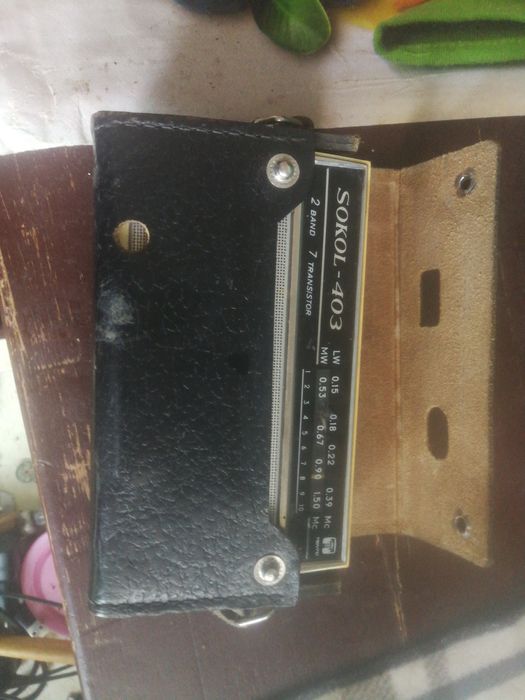 SOKOL-403
2 BAND 7 TRANSISTOR
LW 0.15 0.18 0.22 0.39 Mc
MW 0.53 0.67 0.90 1.50 Mc
1 2 3 4 5 6 7 8 9 10